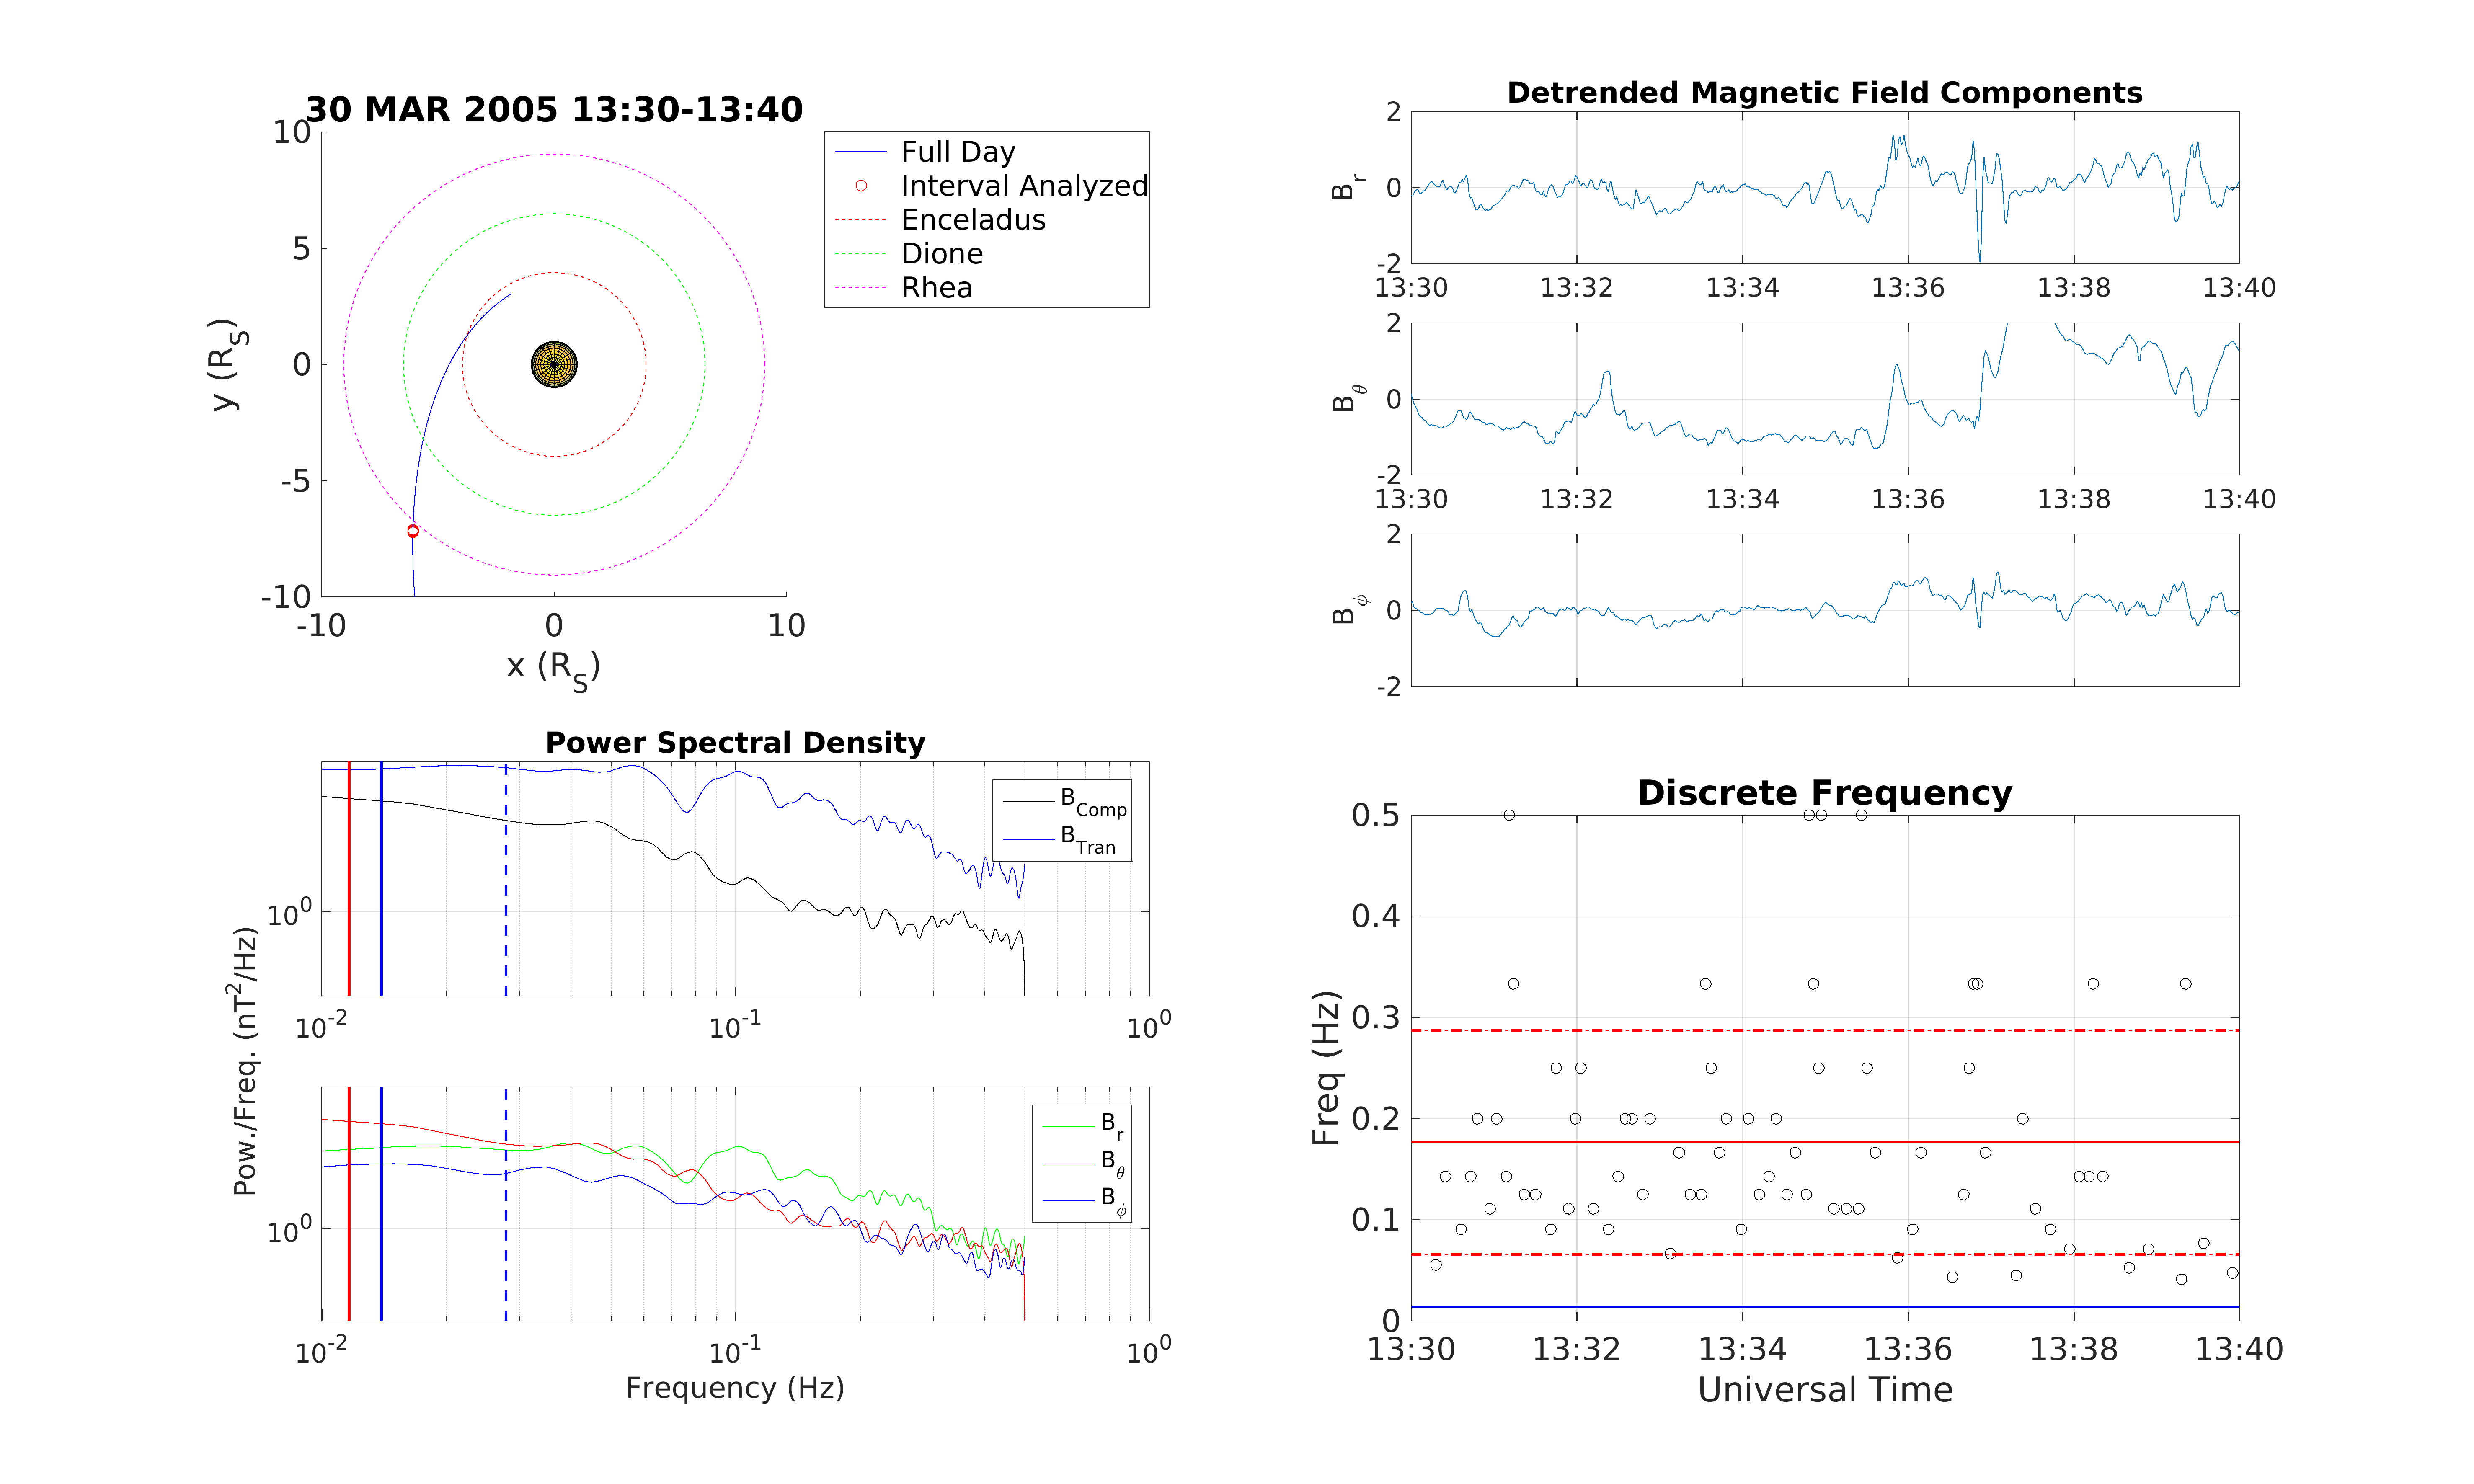 30 MAR 2005 13:30-13:40
10
5
0
-5
-10
-10 0 10
y (R_S)
x (R_S)
Full Day
Interval Analyzed
Enceladus
Dione
Rhea
Detrended Magnetic Field Components
2
0
-2
B_r
13:30 13:32 13:34 13:36 13:38 13:40
2
0
-2
B_θ
13:30 13:32 13:34 13:36 13:38 13:40
2
0
-2
B_ϕ
Power Spectral Density
10^0
10^-2 10^-1 10^0
B_Comp
B_Tran
Pow./Freq. (nT^2/Hz)
10^0
10^-2 10^-1 10^0
B_r
B_θ
B_ϕ
Frequency (Hz)
Discrete Frequency
0.5
0.4
0.3
0.2
0.1
0
Freq (Hz)
13:30 13:32 13:34 13:36 13:38 13:40
Universal Time